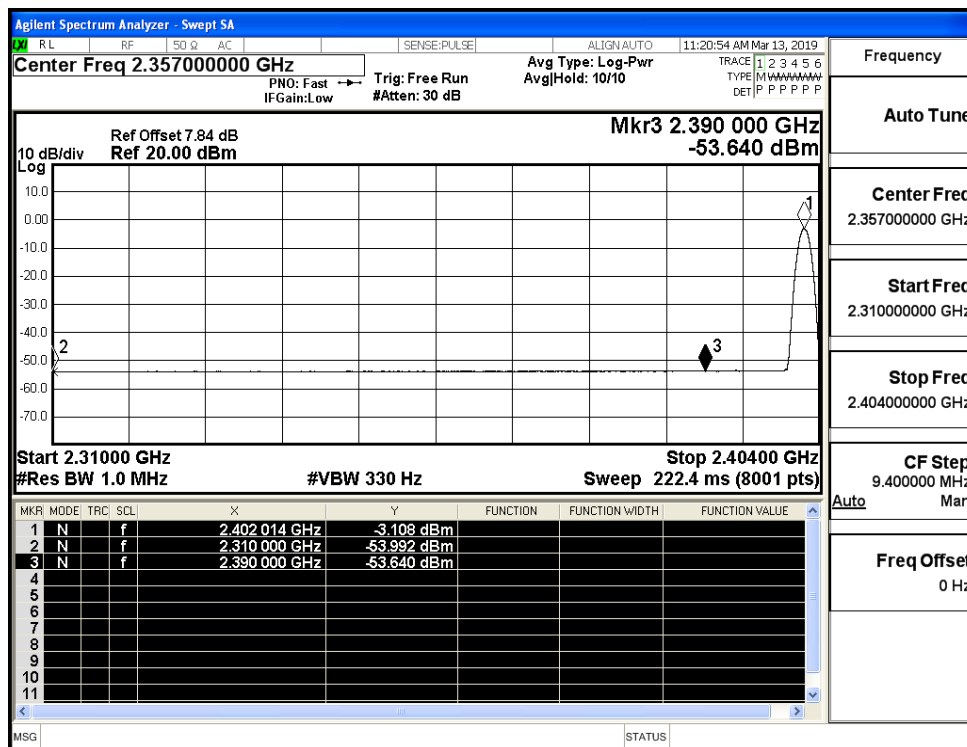 Agilent Spectrum Analyzer - Swept SA
LXI RL RF 50 Ω AC SENSE:PULSE ALIGN AUTO 11:20:54 AM Mar 13, 2019
Center Freq 2.357000000 GHz
PNO: Fast
IFGain:Low
Trig: Free Run
#Atten: 30 dB
Avg Type: Log-Pwr
Avg|Hold: 10/10
TRACE 1 2 3 4 5 6
TYPE M
DET P P P P P P
Ref Offset 7.84 dB
Ref 20.00 dBm
10 dB/div
Log
Mkr3 2.390 000 GHz
-53.640 dBm
10.0
0.00
-10.0
-20.0
-30.0
-40.0
-50.0
-60.0
-70.0
1
2
3
Start 2.31000 GHz Stop 2.40400 GHz
#Res BW 1.0 MHz #VBW 330 Hz Sweep 222.4 ms (8001 pts)
MKR MODE TRC SCL X Y FUNCTION FUNCTION WIDTH FUNCTION VALUE
1 N f 2.402 014 GHz -3.108 dBm
2 N f 2.310 000 GHz -53.992 dBm
3 N f 2.390 000 GHz -53.640 dBm
4
5
6
7
8
9
10
11
MSG STATUS
Frequency
Auto Tune
Center Freq
2.357000000 GHz
Start Freq
2.310000000 GHz
Stop Freq
2.404000000 GHz
CF Step
9.400000 MHz
Auto Man
Freq Offset
0 Hz